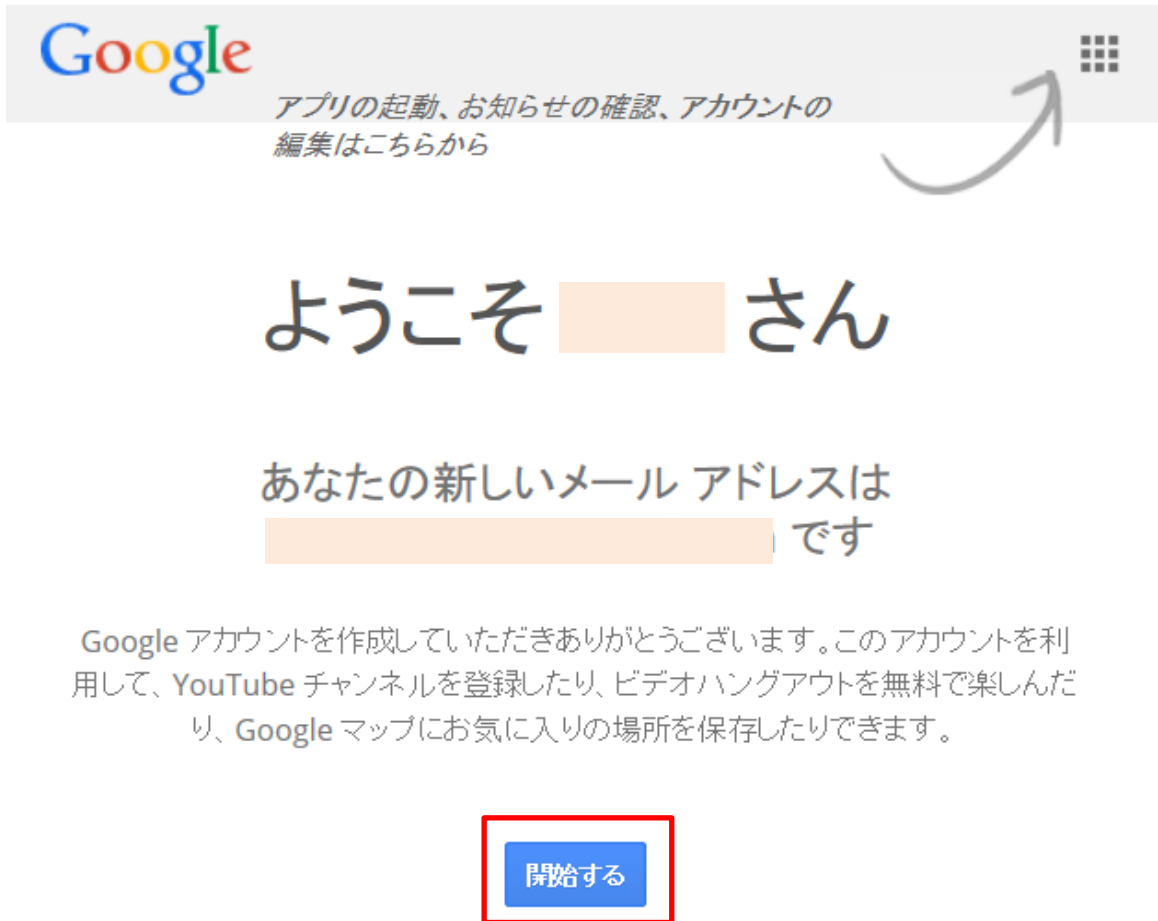 Google
アプリの起動、お知らせの確認、アカウントの
編集はこちらから
ようこそ さん
あなたの新しいメール アドレスは
です
Google アカウントを作成していただきありがとうございます。このアカウントを利
用して、YouTube チャンネルを登録したり、ビデオハングアウトを無料で楽しんだ
り、Google マップにお気に入りの場所を保存したりできます。
開始する